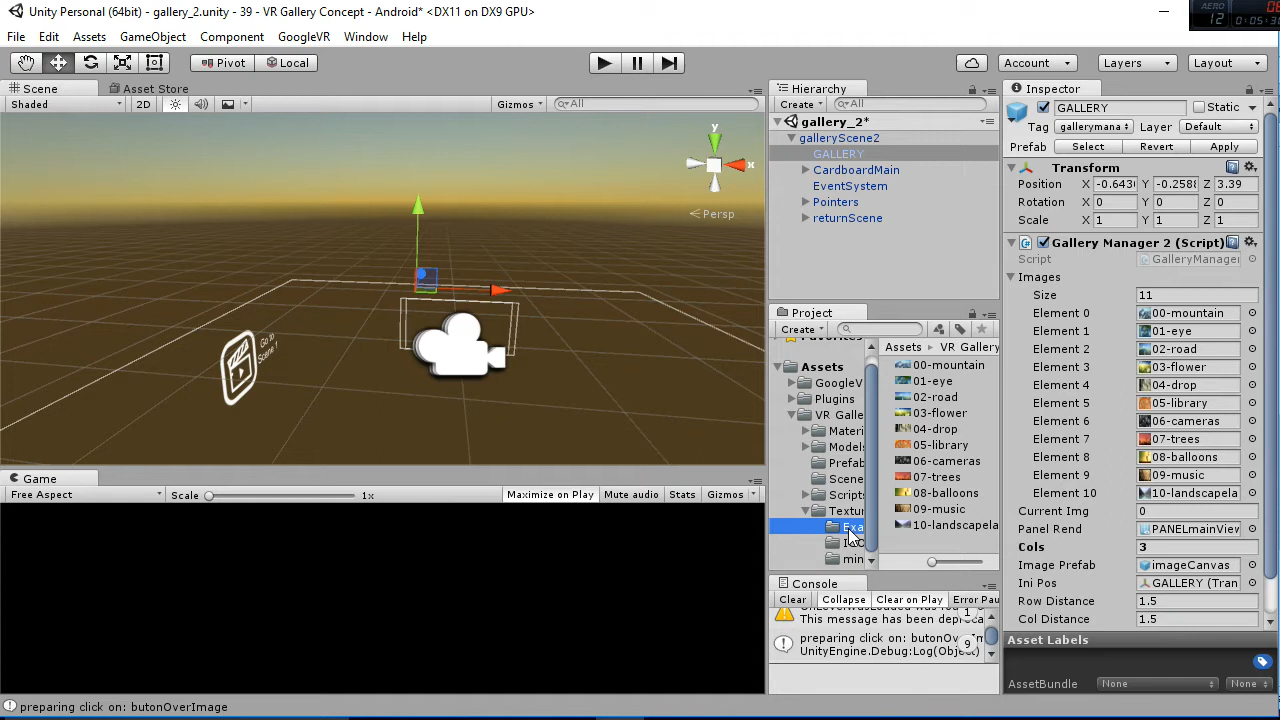 Unity Personal (64bit) - gallery_2.unity - 39 - VR Gallery Concept - Android* <DX11 on DX9 GPU>
AERO
12
File Edit Assets GameObject Component GoogleVR Window Help
Pivot Local Account Layers Layout
Scene Asset Store
Shaded 2D Gizmos All
y
x
Persp
Go to
Scene
Game
Free Aspect Scale 1x Maximize on Play Mute audio Stats Gizmos
Hierarchy
Create All
gallery_2*
galleryScene2
GALLERY
CardboardMain
EventSystem
Pointers
returnScene
Project
Create
Favorites
Assets
GoogleV
Plugins
VR Galle
Materi
Models
Prefab
Scene
Scripts
Textur
Exa
min
Assets VR Gallery
00-mountain
01-eye
02-road
03-flower
04-drop
05-library
06-cameras
07-trees
08-balloons
09-music
10-landscapela
Console
Clear Collapse Clear on Play Error Pau
This message has been depreca
1
preparing click on: butonOverIm
UnityEngine.Debug:Log(Object)
9
Inspector
GALLERY Static
Tag gallerymana Layer Default
Prefab Select Revert Apply
Transform
Position X -0.643 Y -0.258 Z 3.39
Rotation X 0 Y 0 Z 0
Scale X 1 Y 1 Z 1
Gallery Manager 2 (Script)
Script GalleryManager
Images
Size 11
Element 0 00-mountain
Element 1 01-eye
Element 2 02-road
Element 3 03-flower
Element 4 04-drop
Element 5 05-library
Element 6 06-cameras
Element 7 07-trees
Element 8 08-balloons
Element 9 09-music
Element 10 10-landscapela
Current Img 0
Panel Rend PANELmainView
Cols 3
Image Prefab imageCanvas
Ini Pos GALLERY (Tran
Row Distance 1.5
Col Distance 1.5
Asset Labels
AssetBundle None None
preparing click on: butonOverImage